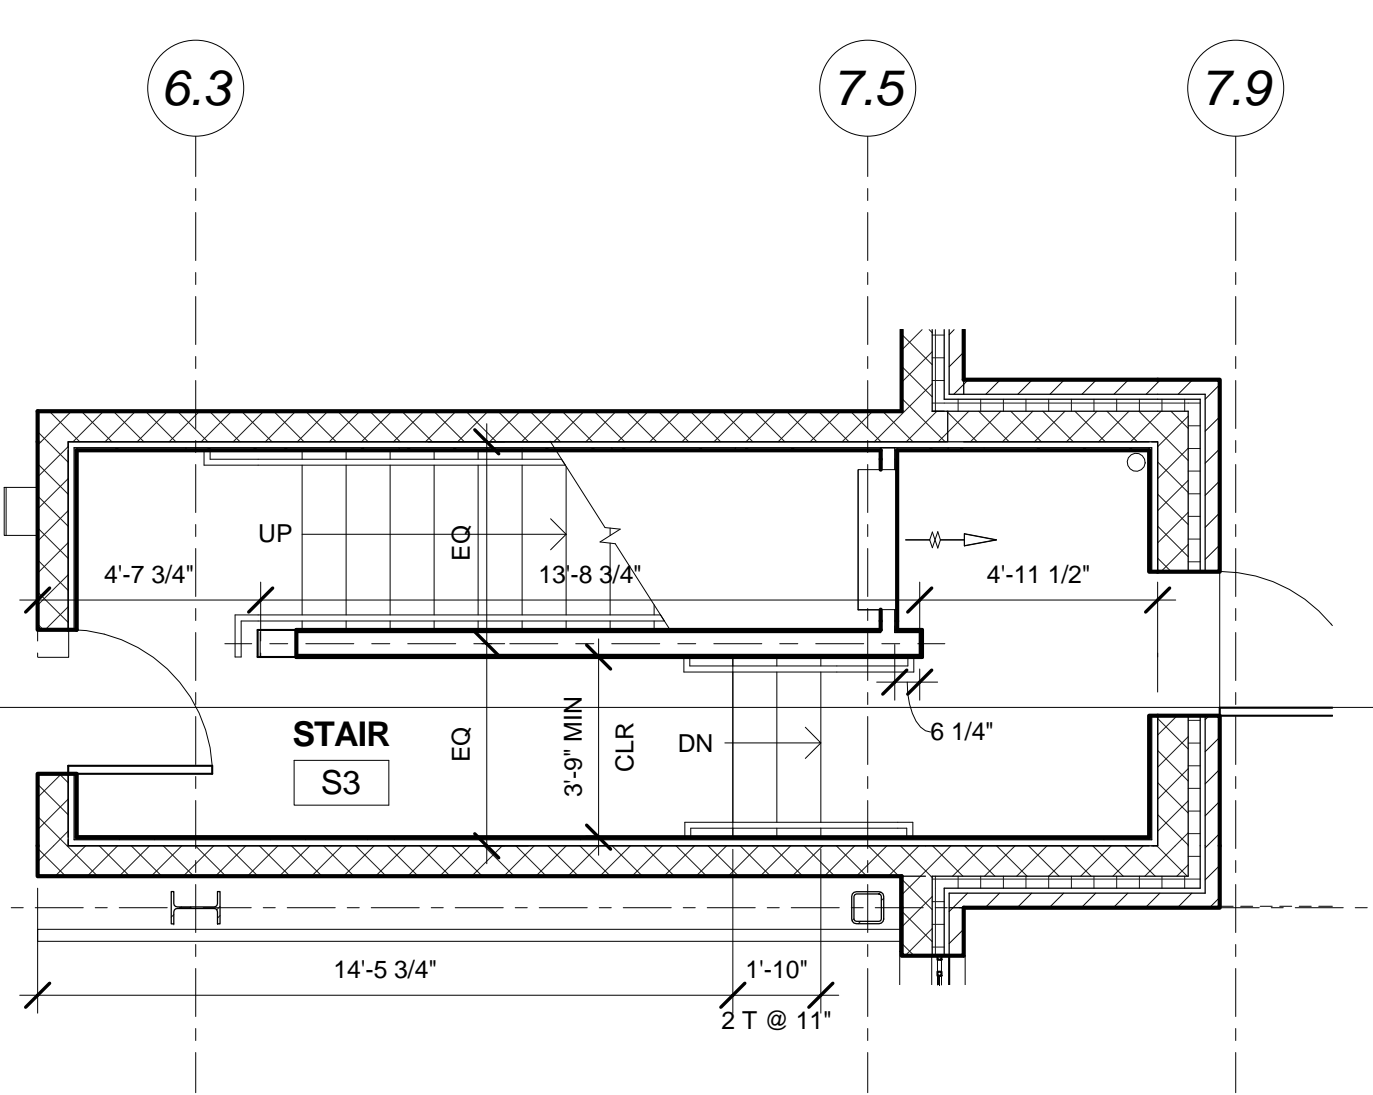 6.3
7.5
7.9
UP
EQ
4'-7 3/4"
13'-8 3/4"
4'-11 1/2"
STAIR
S3
EQ
3'-9" MIN
CLR
DN
6 1/4"
14'-5 3/4"
1'-10"
2 T @ 11"